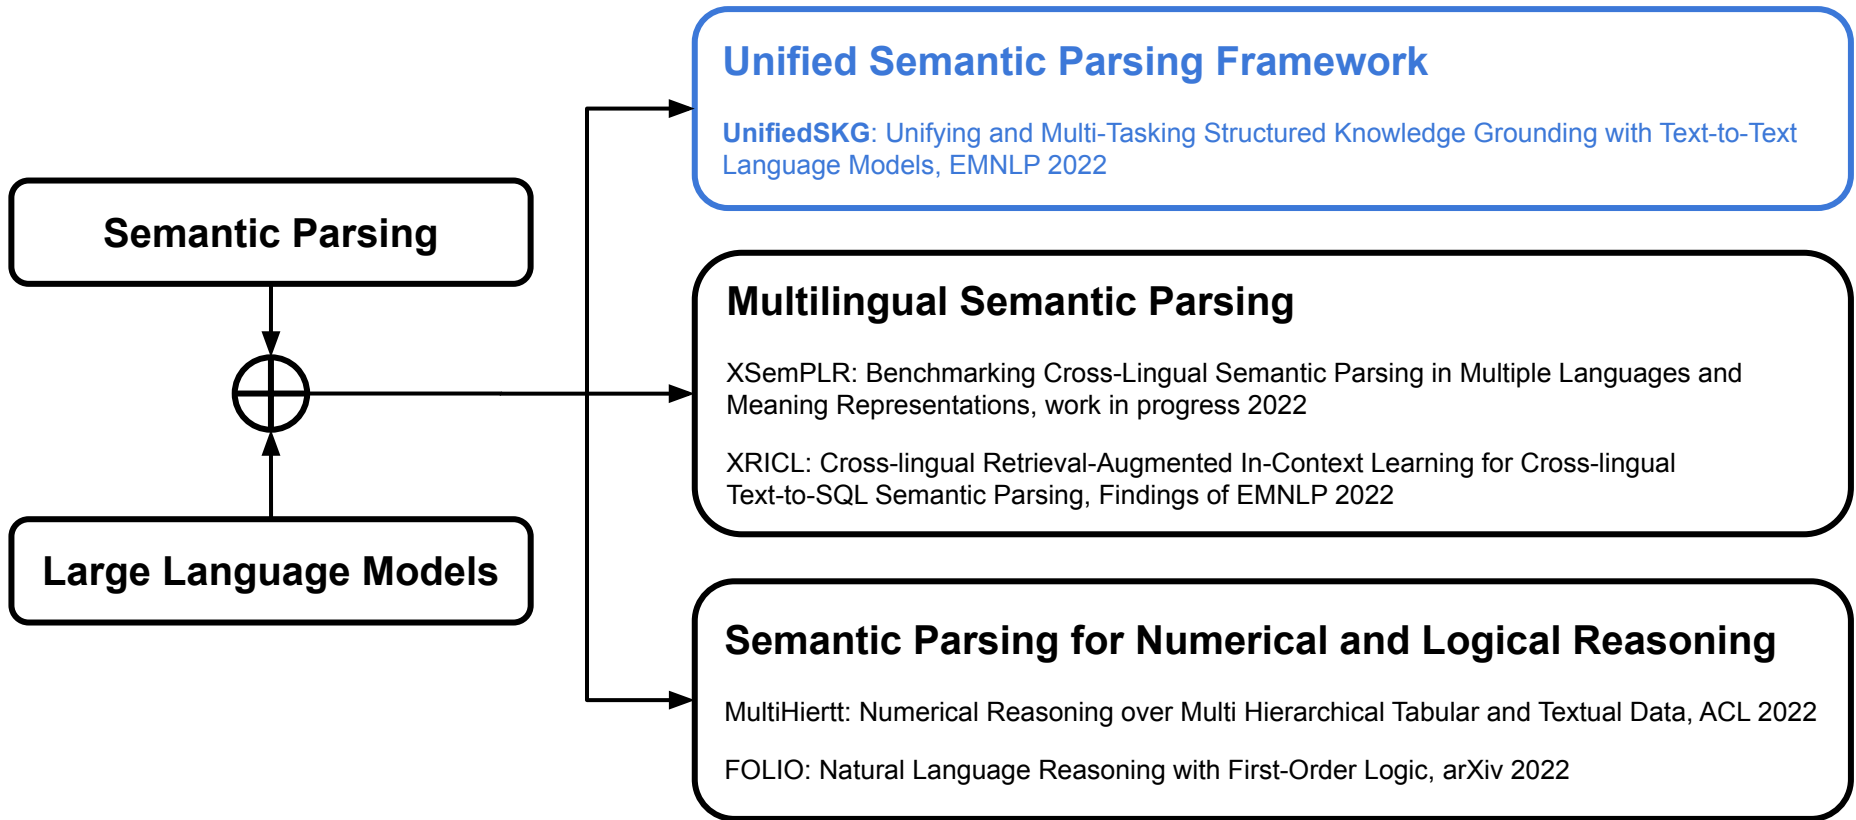 Unified Semantic Parsing Framework
UnifiedSKG: Unifying and Multi-Tasking Structured Knowledge Grounding with Text-to-Text
Language Models, EMNLP 2022
Semantic Parsing
Large Language Models
Multilingual Semantic Parsing
XSemPLR: Benchmarking Cross-Lingual Semantic Parsing in Multiple Languages and
Meaning Representations, work in progress 2022
XRICL: Cross-lingual Retrieval-Augmented In-Context Learning for Cross-lingual
Text-to-SQL Semantic Parsing, Findings of EMNLP 2022
Semantic Parsing for Numerical and Logical Reasoning
MultiHiertt: Numerical Reasoning over Multi Hierarchical Tabular and Textual Data, ACL 2022
FOLIO: Natural Language Reasoning with First-Order Logic, arXiv 2022